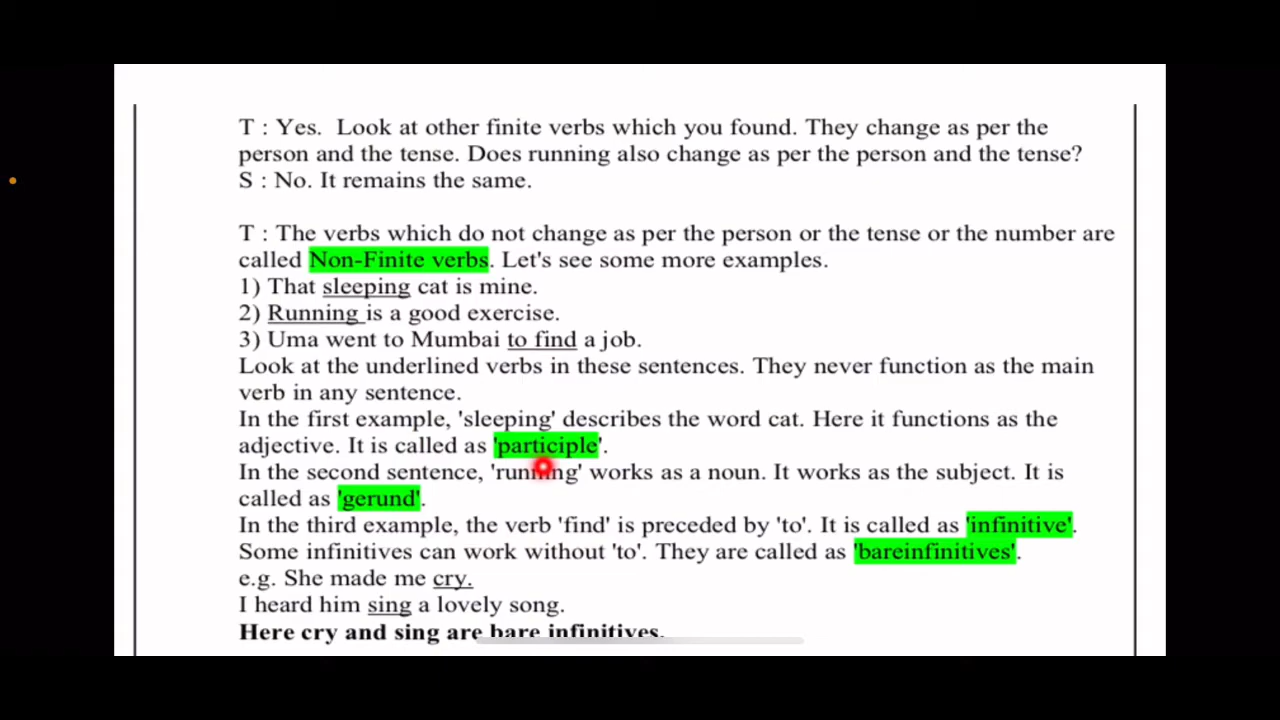 T : Yes.  Look at other finite verbs which you found. They change as per the
person and the tense. Does running also change as per the person and the tense?
S : No. It remains the same.
T : The verbs which do not change as per the person or the tense or the number are
called Non-Finite verbs. Let's see some more examples.
1) That sleeping cat is mine.
2) Running is a good exercise.
3) Uma went to Mumbai to find a job.
Look at the underlined verbs in these sentences. They never function as the main
verb in any sentence.
In the first example, 'sleeping' describes the word cat. Here it functions as the
adjective. It is called as 'participle'.
In the second sentence, 'running' works as a noun. It works as the subject. It is
called as 'gerund'.
In the third example, the verb 'find' is preceded by 'to'. It is called as 'infinitive'.
Some infinitives can work without 'to'. They are called as 'bareinfinitives'.
e.g. She made me cry.
I heard him sing a lovely song.
Here cry and sing are bare infinitives.